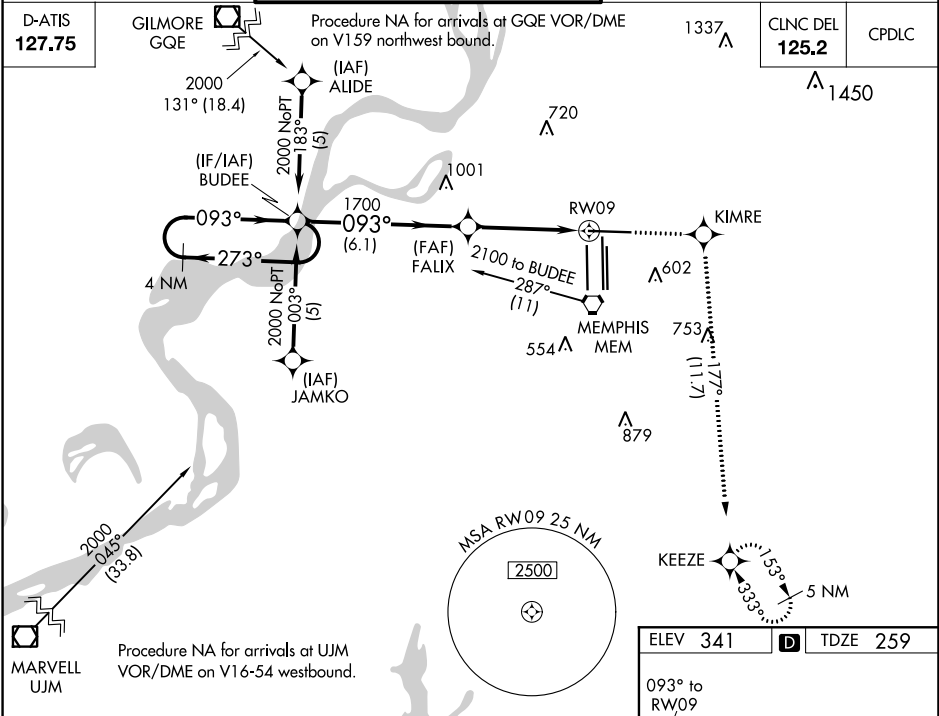 D-ATIS
127.75
GILMORE
GQE
Procedure NA for arrivals at GQE VOR/DME
on V159 northwest bound.
1337
CLNC DEL
125.2
CPDLC
1450
2000
131° (18.4)
(IAF)
ALIDE
2000 NoPT
183°
(5)
720
1001
(IF/IAF)
BUDEE
093°
273°
4 NM
1700
093°
(6.1)
(FAF)
FALIX
RW09
KIMRE
2100 to BUDEE
287°
(11)
602
MEMPHIS
MEM
753
554
2000 NoPT
003°
(5)
(IAF)
JAMKO
177°
(11.7)
879
2000
045°
(33.8)
MSA RW09 25 NM
2500
KEEZE
153°
333°
5 NM
MARVELL
UJM
Procedure NA for arrivals at UJM
VOR/DME on V16-54 westbound.
ELEV 341
D
TDZE 259
093° to
RW09